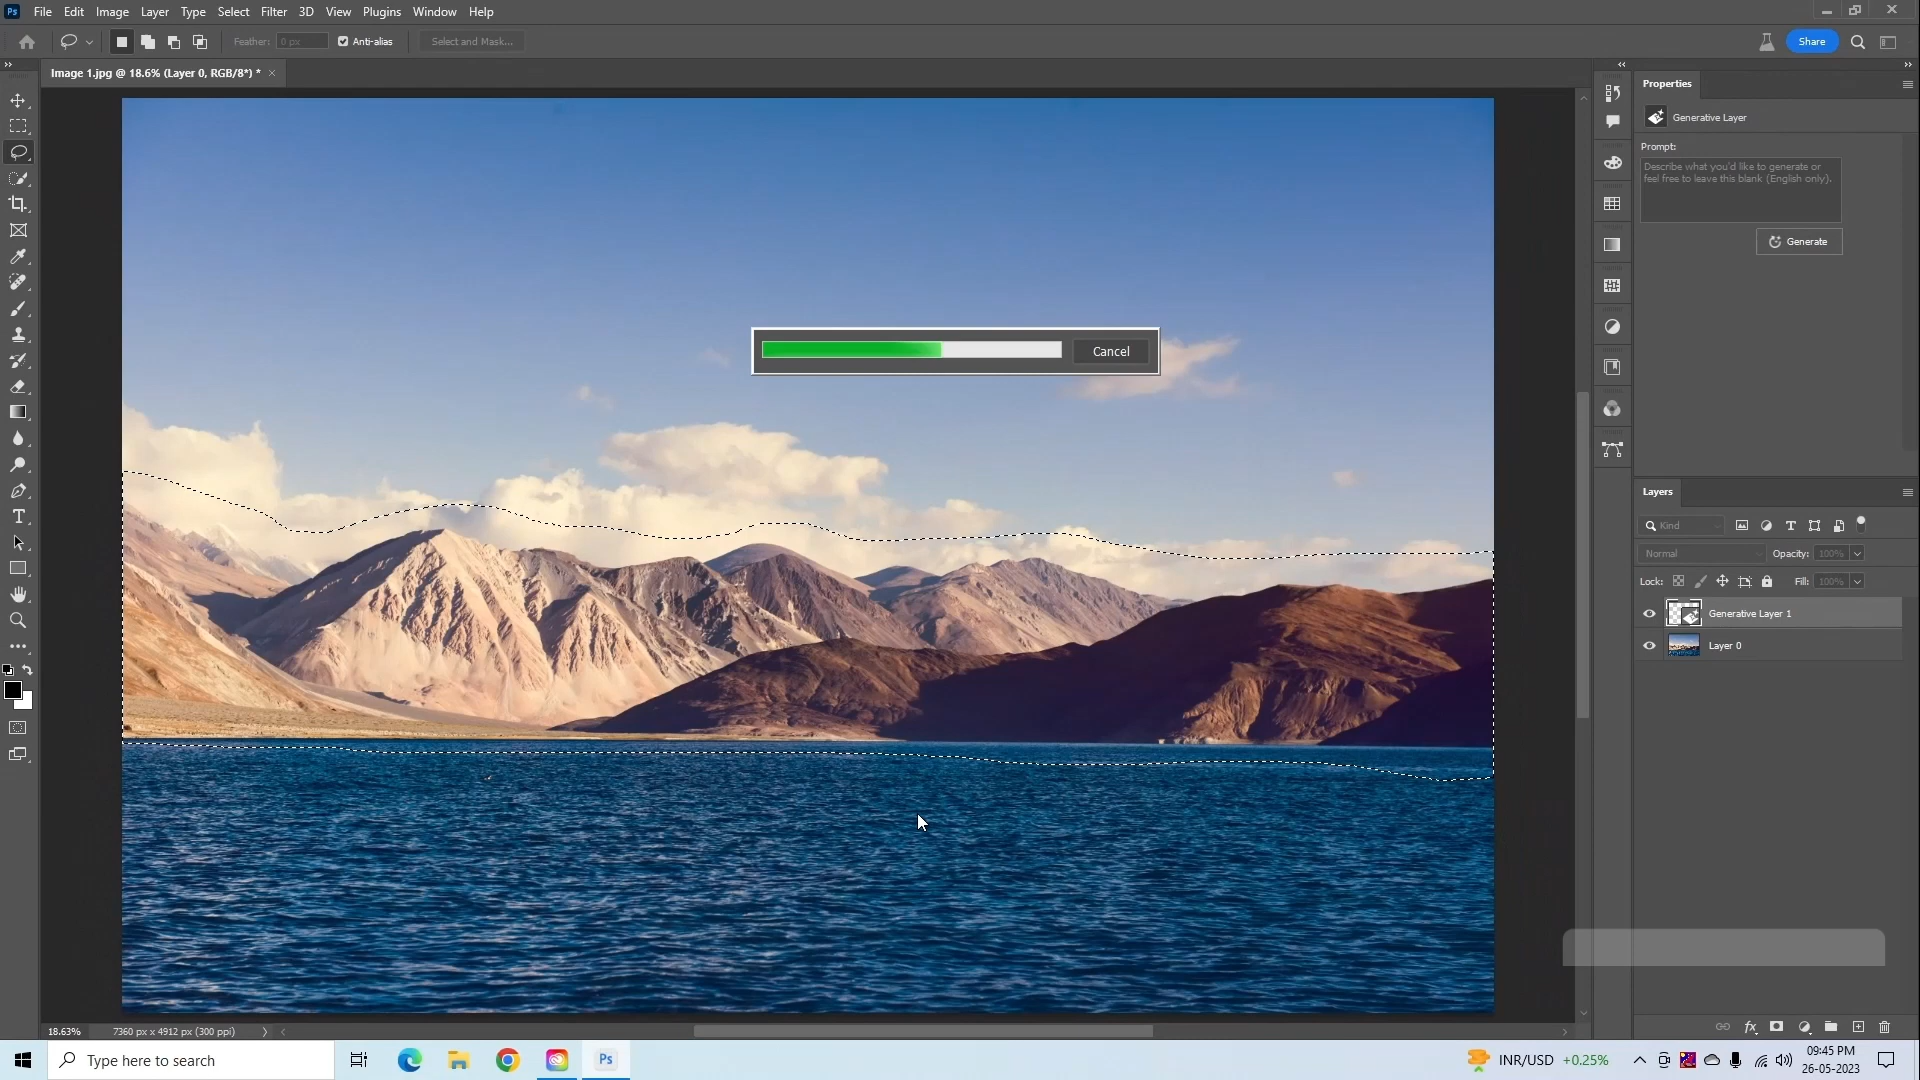 Ps File Edit Image Layer Type Select Filter 3D View Plugins Window Help
Feather: 0 px Anti-alias Select and Mask... Share
Image 1.jpg @ 18.6% (Layer 0, RGB/8*) * ×
Properties
Generative Layer
Prompt:
Describe what you'd like to generate or
feel free to leave this blank (English only).
Generate
Cancel
Layers
Kind
Normal Opacity: 100%
Lock: Fill: 100%
Generative Layer 1
Layer 0
18.63% 7360 px x 4912 px (300 ppi)
Type here to search
Ps
INR/USD +0.25%
09:45 PM
26-05-2023